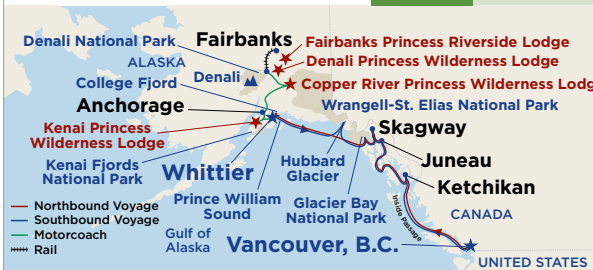 Denali National Park
Fairbanks
Fairbanks Princess Riverside Lodge
ALASKA
Denali
Denali Princess Wilderness Lodge
College Fjord
Copper River Princess Wilderness Lodg
Anchorage
Wrangell-St. Elias National Park
Kenai Princess
Wilderness Lodge
Skagway
Kenai Fjords
National Park
Whittier
Hubbard
Glacier
Juneau
Ketchikan
Prince William
Sound
Glacier Bay
National Park
Inside Passage
CANADA
Northbound Voyage
Southbound Voyage
Motorcoach
Rail
Gulf of
Alaska
Vancouver, B.C.
UNITED STATES